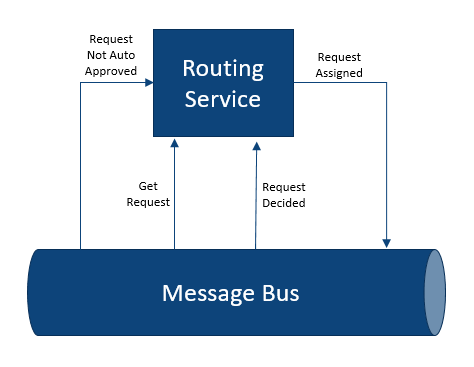 Request
Not Auto
Approved
Routing
Service
Request
Assigned
Get
Request
Request
Decided
Message Bus